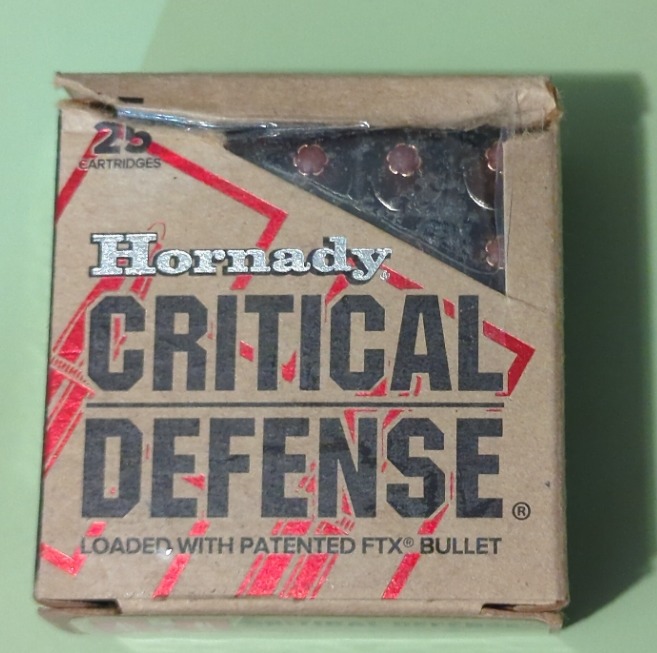 25
CARTRIDGES
Hornady®
CRITICAL
DEFENSE®
LOADED WITH PATENTED FTX® BULLET